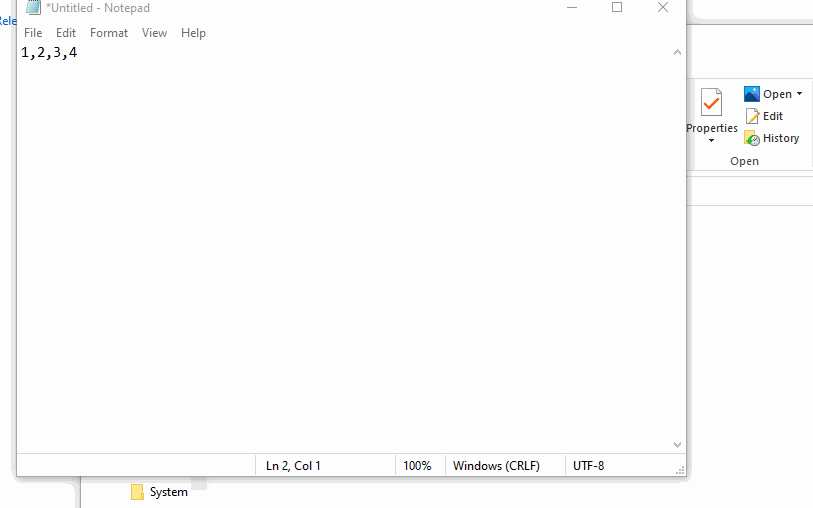 *Untitled - Notepad
File Edit Format View Help
1,2,3,4
Ln 2, Col 1 100% Windows (CRLF) UTF-8
Open
Edit
Properties
History
Open
System